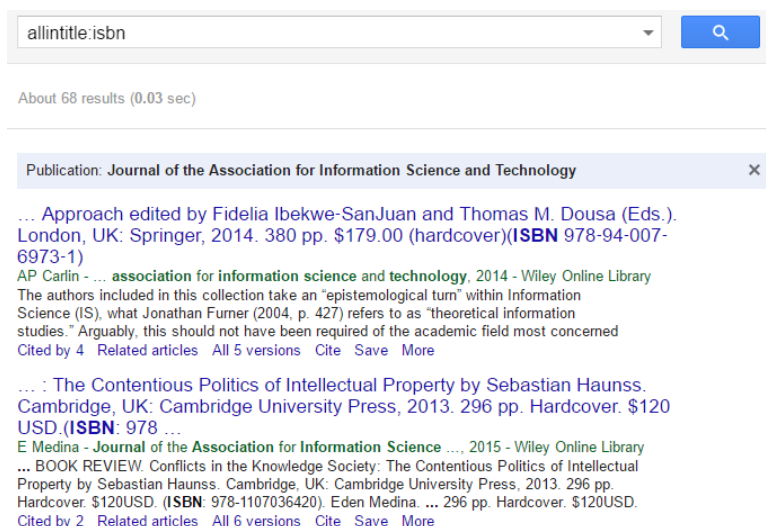 allintitle:isbn
About 68 results (0.03 sec)
Publication: Journal of the Association for Information Science and Technology
... Approach edited by Fidelia Ibekwe-SanJuan and Thomas M. Dousa (Eds.).
London, UK: Springer, 2014. 380 pp. $179.00 (hardcover)(ISBN 978-94-007-
6973-1)
AP Carlin - ... association for information science and technology, 2014 - Wiley Online Library
The authors included in this collection take an “epistemological turn” within Information
Science (IS), what Jonathan Furner (2004, p. 427) refers to as “theoretical information
studies.” Arguably, this should not have been required of the academic field most concerned
Cited by 4 Related articles All 5 versions Cite Save More
... : The Contentious Politics of Intellectual Property by Sebastian Haunss.
Cambridge, UK: Cambridge University Press, 2013. 296 pp. Hardcover. $120
USD.(ISBN: 978 ...
E Medina - Journal of the Association for Information Science ..., 2015 - Wiley Online Library
... BOOK REVIEW. Conflicts in the Knowledge Society: The Contentious Politics of Intellectual
Property by Sebastian Haunss. Cambridge, UK: Cambridge University Press, 2013. 296 pp.
Hardcover. $120USD. (ISBN: 978-1107036420). Eden Medina. ... 296 pp. Hardcover. $120USD.
Cited by 2 Related articles All 6 versions Cite Save More